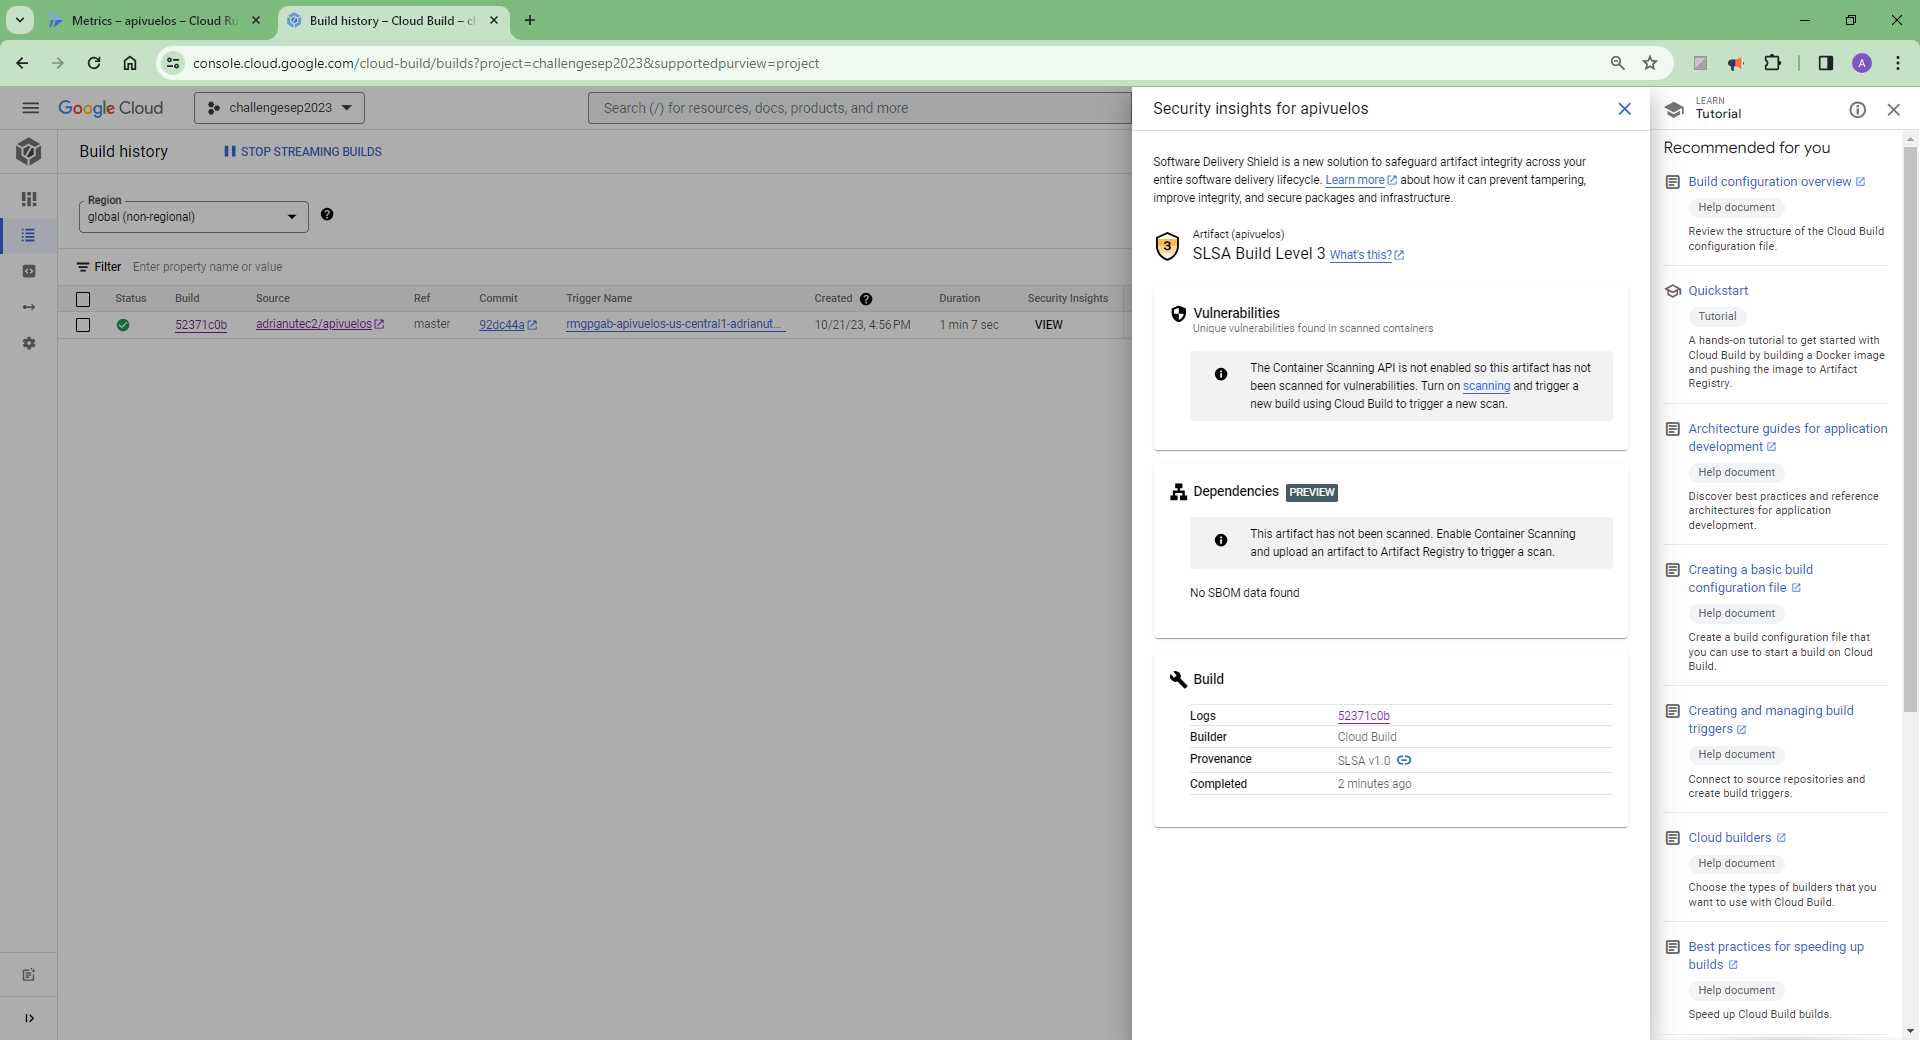 Metrics – apivuelos – Cloud Ru
Build history – Cloud Build – c
console.cloud.google.com/cloud-build/builds?project=challengesep2023&supportedpurview=project
A
Google Cloud
challengesep2023
Search (/) for resources, docs, products, and more
Build history
STOP STREAMING BUILDS
Region
global (non-regional)
Filter
Enter property name or value
Status Build Source Ref Commit Trigger Name Created Duration Security Insights
52371c0b adrianutec2/apivuelos master 92dc44a rmgpgab-apivuelos-us-central1-adrianut... 10/21/23, 4:56 PM 1 min 7 sec VIEW
Security insights for apivuelos
Software Delivery Shield is a new solution to safeguard artifact integrity across your
entire software delivery lifecycle. Learn more about how it can prevent tampering,
improve integrity, and secure packages and infrastructure.
3
Artifact (apivuelos)
SLSA Build Level 3 What's this?
Vulnerabilities
Unique vulnerabilities found in scanned containers
The Container Scanning API is not enabled so this artifact has not
been scanned for vulnerabilities. Turn on scanning and trigger a
new build using Cloud Build to trigger a new scan.
Dependencies PREVIEW
This artifact has not been scanned. Enable Container Scanning
and upload an artifact to Artifact Registry to trigger a scan.
No SBOM data found
Build
Logs 52371c0b
Builder Cloud Build
Provenance SLSA v1.0
Completed 2 minutes ago
LEARN
Tutorial
Recommended for you
Build configuration overview
Help document
Review the structure of the Cloud Build
configuration file.
Quickstart
Tutorial
A hands-on tutorial to get started with
Cloud Build by building a Docker image
and pushing the image to Artifact
Registry.
Architecture guides for application
development
Help document
Discover best practices and reference
architectures for application
development.
Creating a basic build
configuration file
Help document
Create a build configuration file that
you can use to start a build on Cloud
Build.
Creating and managing build
triggers
Help document
Connect to source repositories and
create build triggers.
Cloud builders
Help document
Choose the types of builders that you
want to use with Cloud Build.
Best practices for speeding up
builds
Help document
Speed up Cloud Build builds.